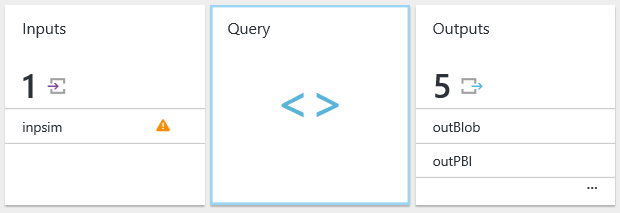 Inputs
1
inpsim
Query
< >
Outputs
5
outBlob
outPBI
...